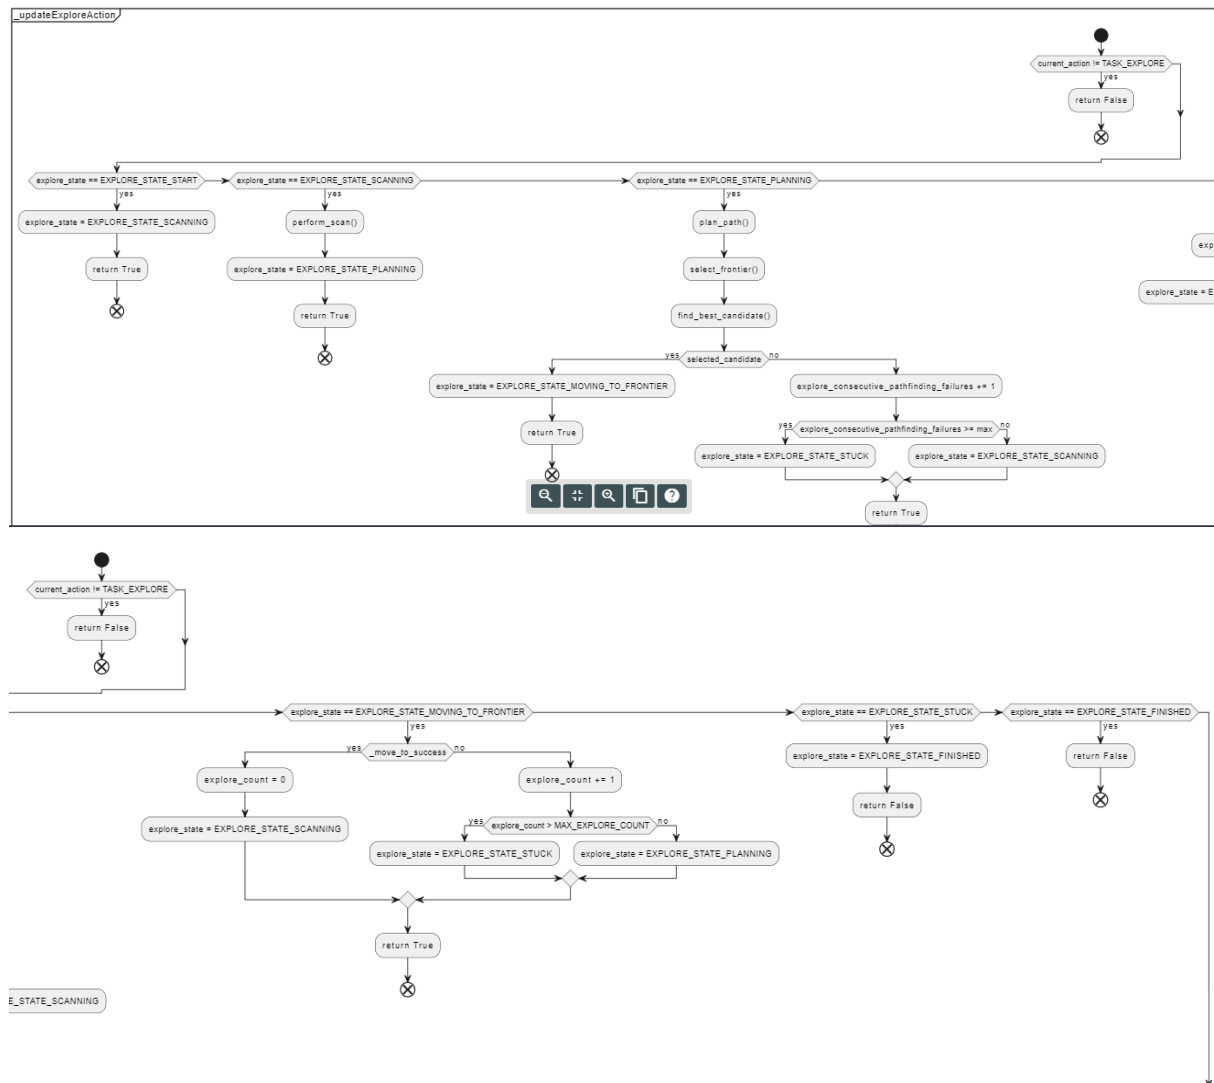 _updateExploreAction
current_action != TASK_EXPLORE
yes
return False
explore_state == EXPLORE_STATE_START
explore_state == EXPLORE_STATE_SCANNING
explore_state == EXPLORE_STATE_PLANNING
yes
yes
yes
explore_state = EXPLORE_STATE_SCANNING
perform_scan()
plan_path()
exp
return True
explore_state = EXPLORE_STATE_PLANNING
select_frontier()
explore_state = E
return True
find_best_candidate()
yes
selected_candidate
no
explore_state = EXPLORE_STATE_MOVING_TO_FRONTIER
explore_consecutive_pathfinding_failures += 1
return True
yes
explore_consecutive_pathfinding_failures >= max
no
explore_state = EXPLORE_STATE_STUCK
explore_state = EXPLORE_STATE_SCANNING
return True
current_action != TASK_EXPLORE
yes
return False
explore_state == EXPLORE_STATE_MOVING_TO_FRONTIER
explore_state == EXPLORE_STATE_STUCK
explore_state == EXPLORE_STATE_FINISHED
yes
yes
yes
yes
_move_to_success
no
explore_state = EXPLORE_STATE_FINISHED
return False
explore_count = 0
explore_count += 1
return False
explore_state = EXPLORE_STATE_SCANNING
yes
explore_count > MAX_EXPLORE_COUNT
no
explore_state = EXPLORE_STATE_STUCK
explore_state = EXPLORE_STATE_PLANNING
return True
E_STATE_SCANNING